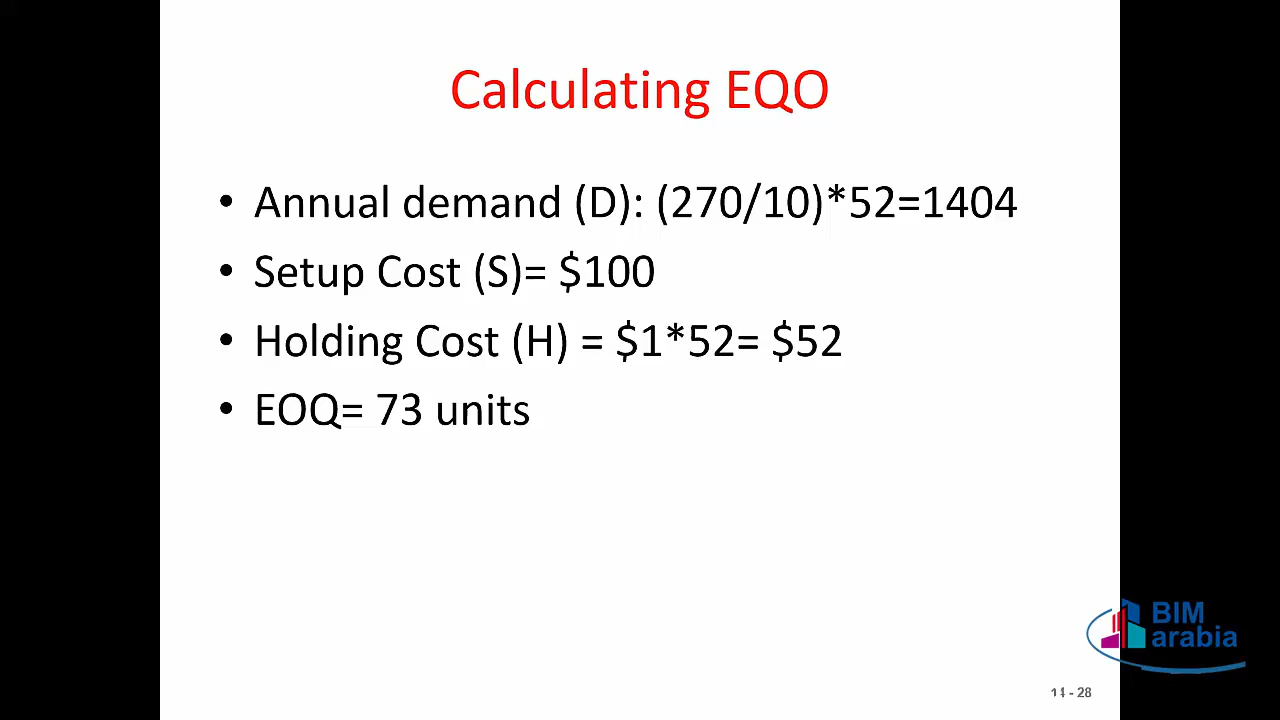 Calculating EQO
• Annual demand (D): (270/10)*52=1404
• Setup Cost (S)= $100
• Holding Cost (H) = $1*52= $52
• EOQ= 73 units
BIM
arabia
14 - 28